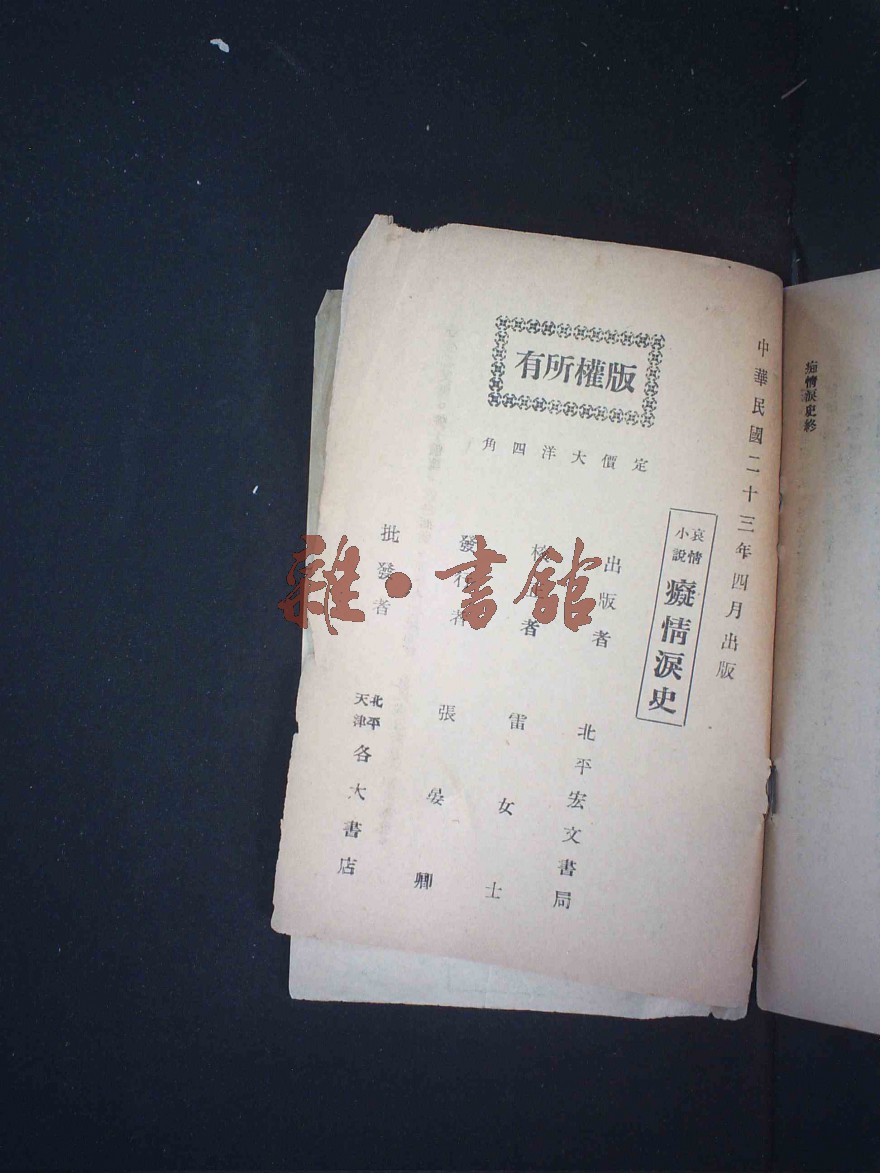 痴情淚史終
中華民國二十三年四月出版
哀情
小說
癡情淚史
版權所有
定價大洋四角
出版者 北平宏文書局
者 雷女士
發行者 張晏卿
批發者 北平
天津
各大書店
雜·書館